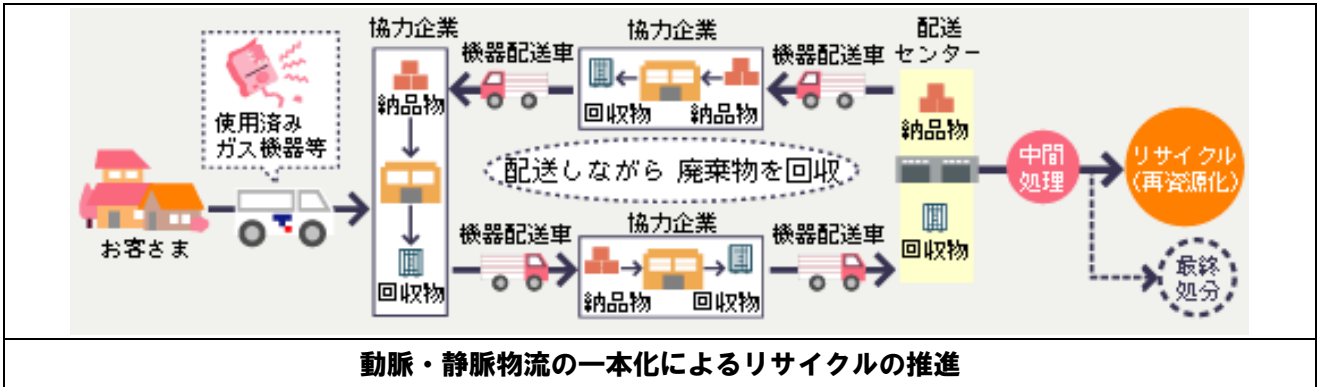 使用済み
ガス機器等
お客さま
協力企業
納品物
回収物
機器配送車
協力企業
回収物
納品物
機器配送車
配送
センター
納品物
回収物
配送しながら 廃棄物を回収
機器配送車
協力企業
納品物
回収物
機器配送車
中間
処理
リサイクル
(再資源化)
最終
処分
動脈・静脈物流の一本化によるリサイクルの推進